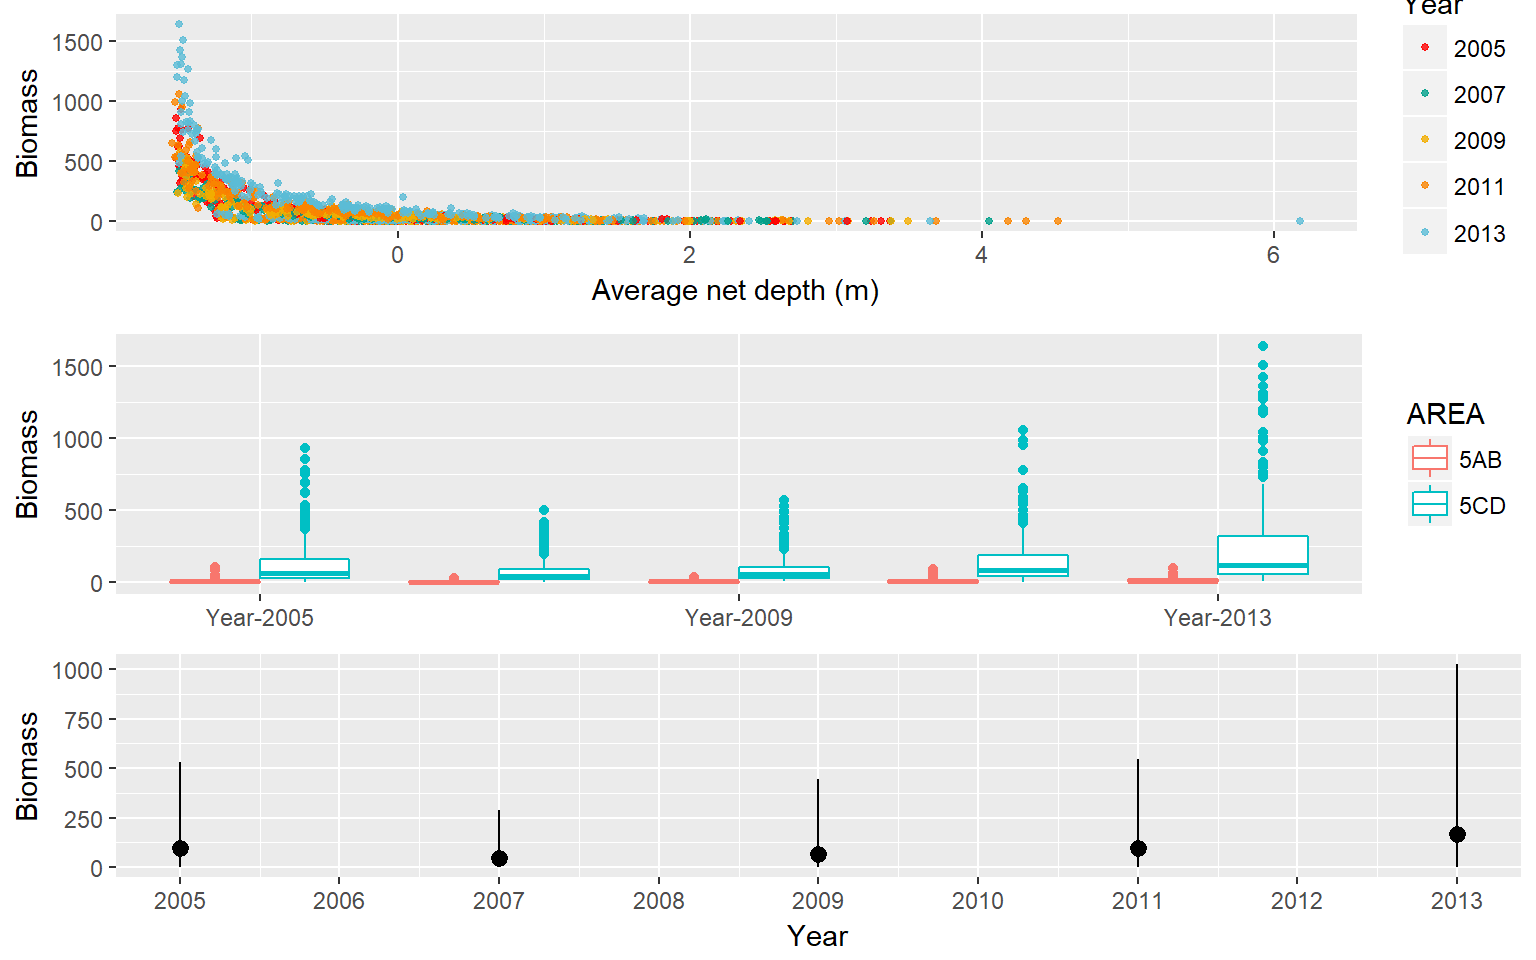 Biomass
1500
1000
500
0
0 2 4 6
Average net depth (m)
Year
2005
2007
2009
2011
2013
Biomass
1500
1000
500
0
Year-2005 Year-2009 Year-2013
AREA
5AB
5CD
Biomass
1000
750
500
250
0
2005 2006 2007 2008 2009 2010 2011 2012 2013
Year